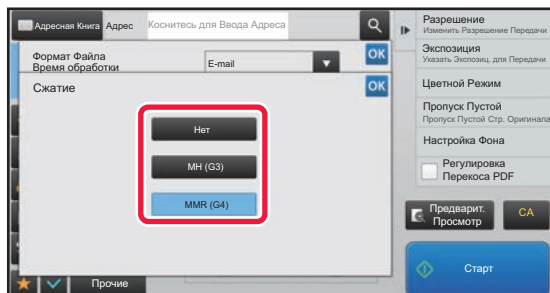 Адресная Книга
Адрес
Коснитесь для Ввода Адреса
Формат Файла
Время обработки
E-mail
OK
Сжатие
OK
Нет
MH (G3)
MMR (G4)
Прочие
Разрешение
Изменить Разрешение Передачи
Экспозиция
Указать Экспозиц. для Передачи
Цветной Режим
Пропуск Пустой
Пропуск Пустой Стр. Оригинала
Настройка Фона
Регулировка
Перекоса PDF
Предварит.
Просмотр
CA
Старт